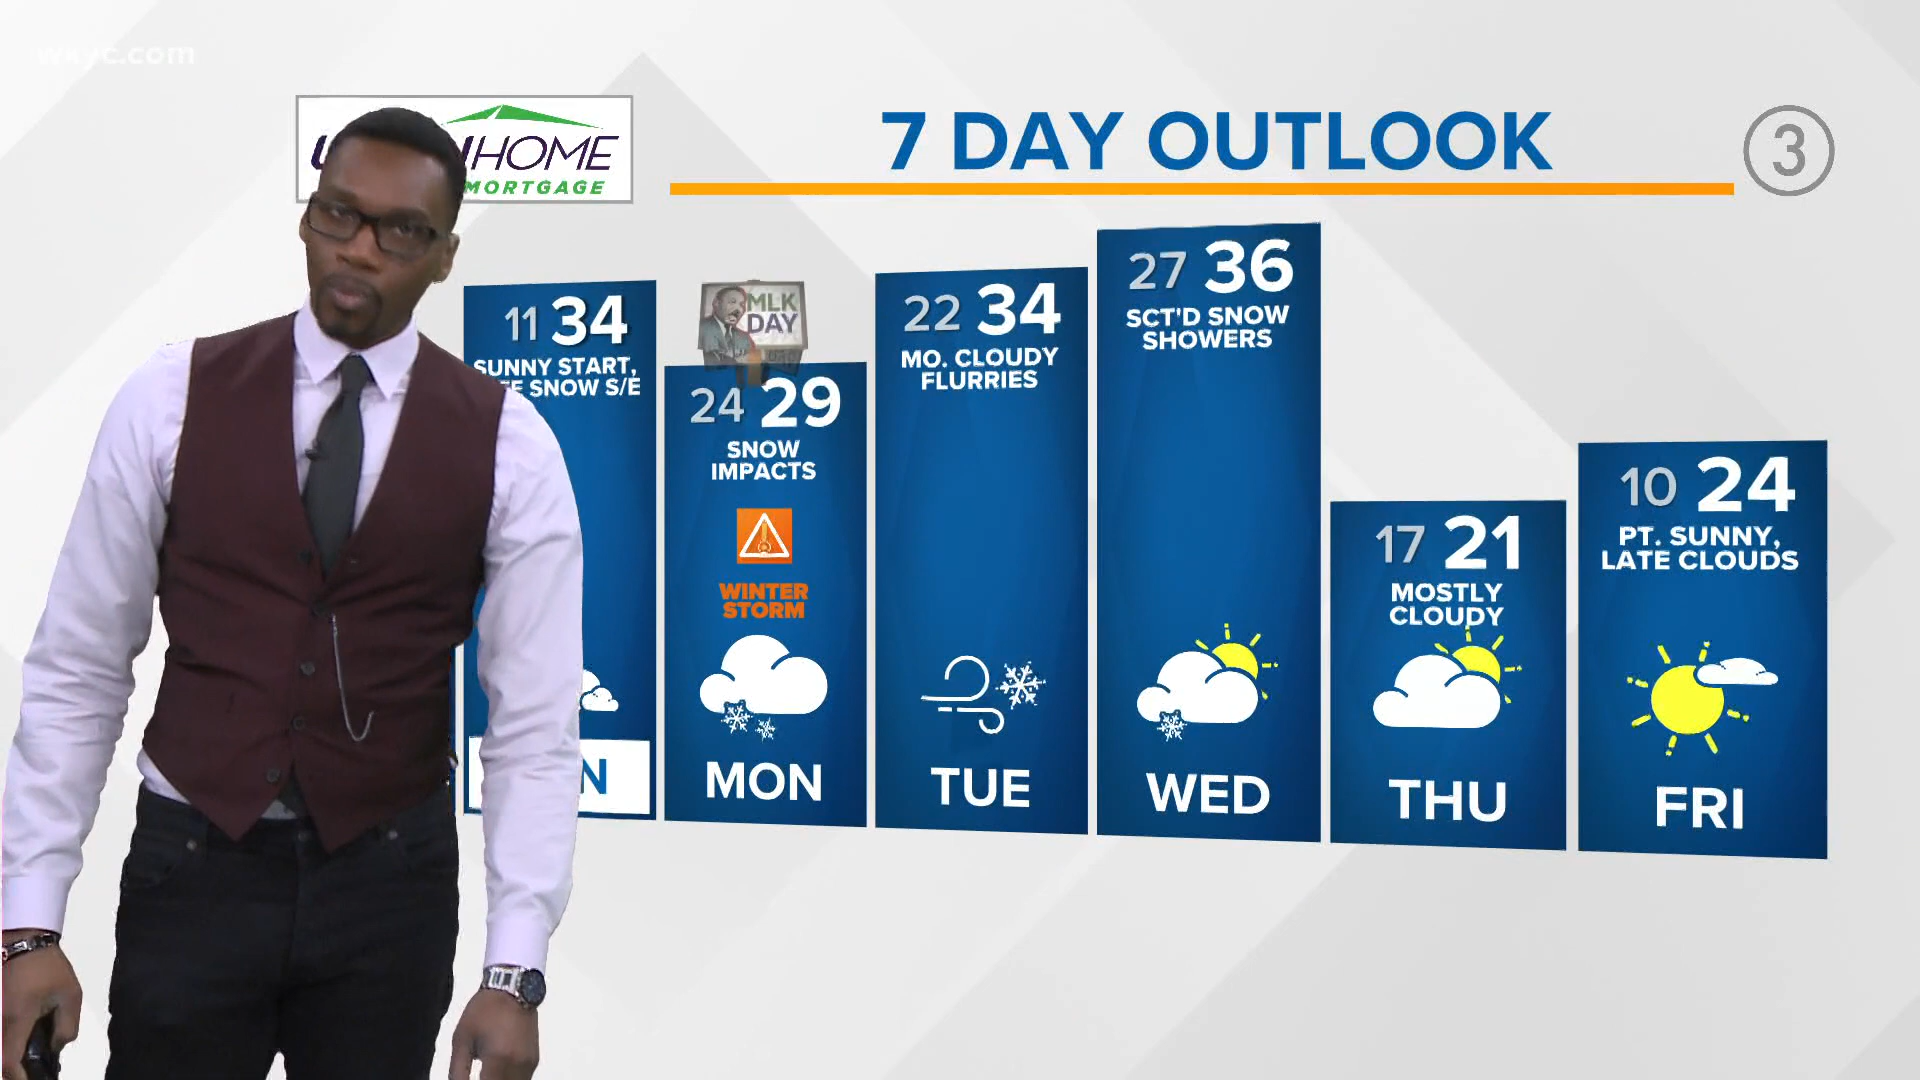 wkyc.com
HOME
MORTGAGE
7 DAY OUTLOOK
3
11 34
SUNNY START,
SNOW S/E
MLK
DAY
24 29
SNOW
IMPACTS
WINTER
STORM
MON
22 34
MO. CLOUDY
FLURRIES
TUE
27 36
SCT'D SNOW
SHOWERS
WED
17 21
MOSTLY
CLOUDY
THU
10 24
PT. SUNNY,
LATE CLOUDS
FRI